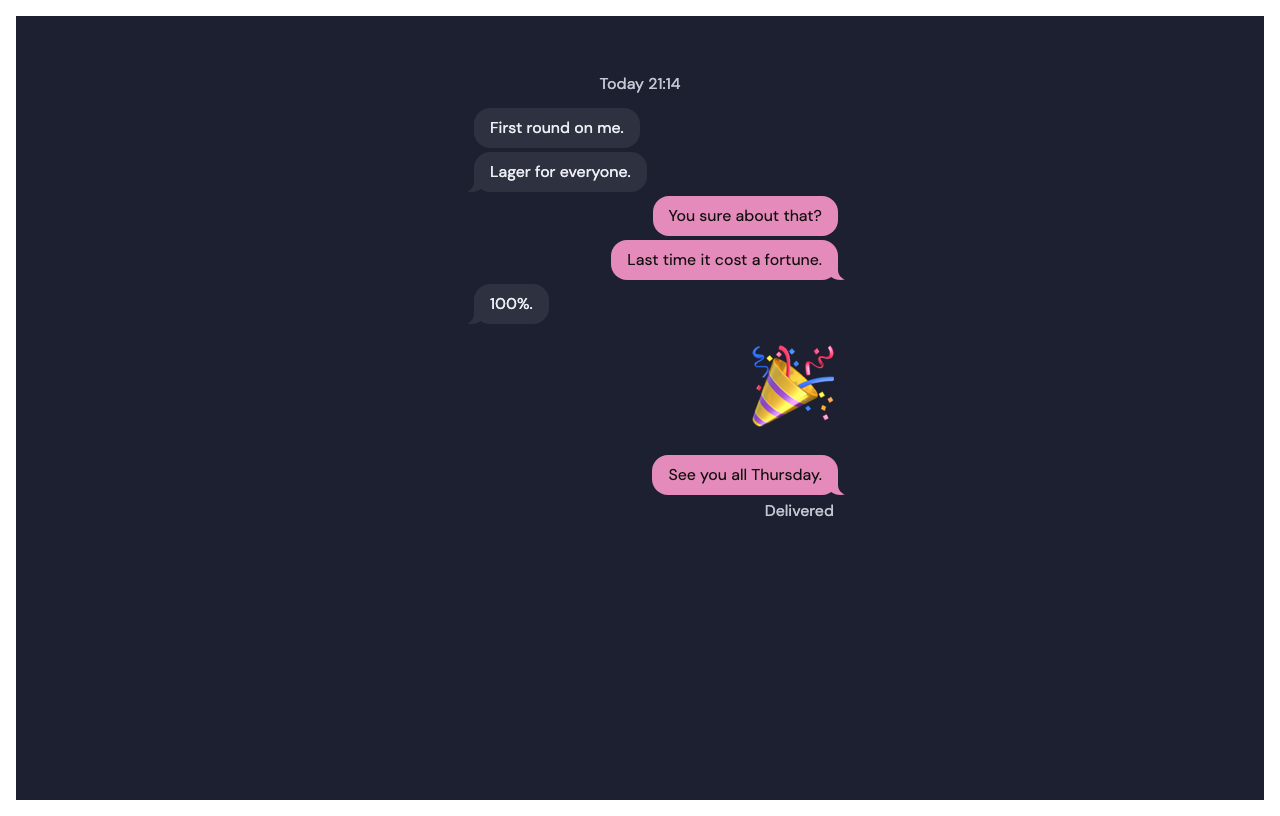 Today 21:14
First round on me.
Lager for everyone.
You sure about that?
Last time it cost a fortune.
100%.
🎉
See you all Thursday.
Delivered